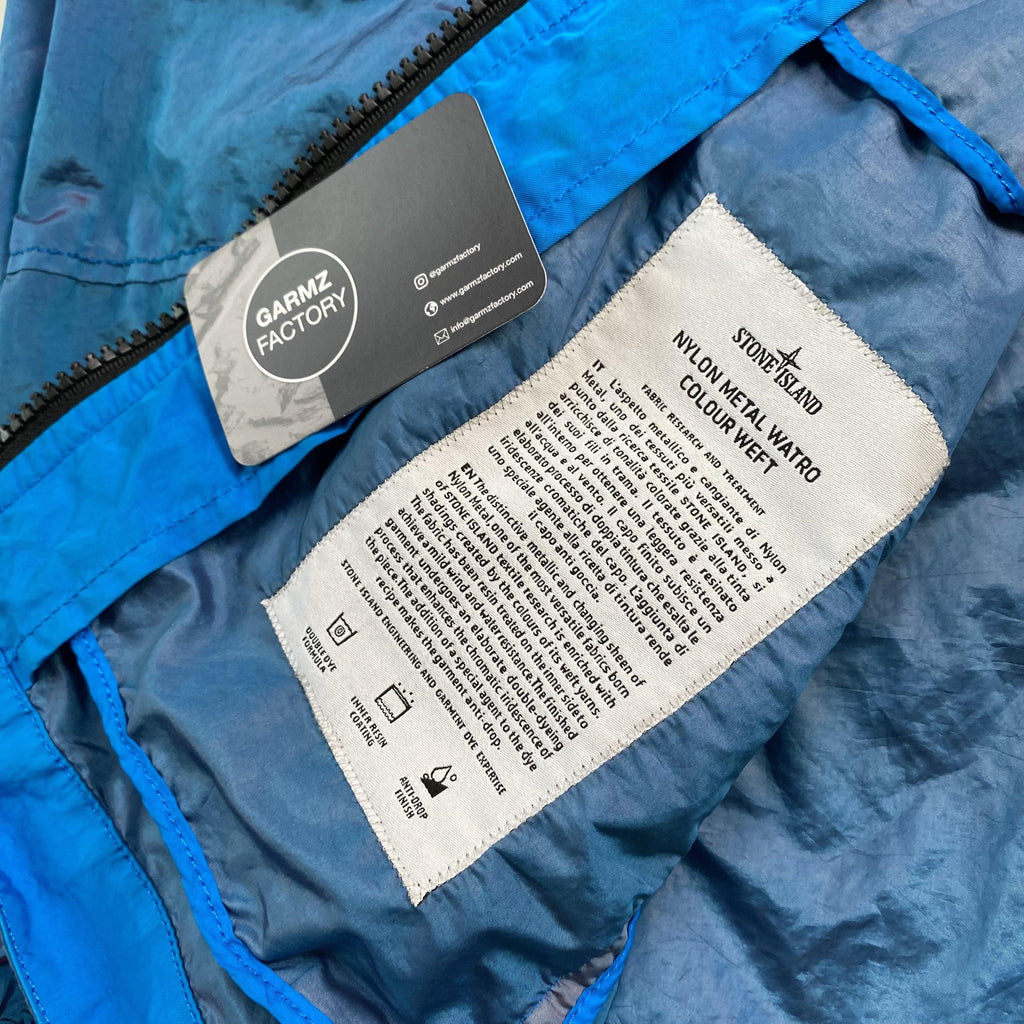 GARMZ
FACTORY
@garmzfactory
www.garmzfactory.com
info@garmzfactory.com
STONE ISLAND
NYLON METAL WATRO
COLOUR WEFT
FABRIC RESEARCH AND TREATMENT
IT L'aspetto metallico e cangiante di Nylon
Metal, uno dei tessuti più versatili messo a
punto dalla ricerca tessile STONE ISLAND, si
arricchisce di tonalità colorate grazie alla tinta
dei suoi fili in trama. Il tessuto è resinato
all'interno per ottenere una leggera resistenza
all'acqua e al vento. Il capo finito subisce un
elaborato processo di doppia tintura che esalta le
iridescenze cromatiche del capo. L'aggiunta di
uno speciale agente alla ricetta di tintura rende
il capo antigoccia.
EN The distinctive metallic and changling sheen of
Nylon Metal, one of the most versatile fabrics born
of STONE ISLAND textile research is enriched with
shadings created by the colours of its weft yarns.
The fabric has been resin treated on the inner side to
achieve a mild wind and water resistance. The finished
garment undergoes an elaborate double-dyeing
process that enhances the chromatic iridescence of
the piece. The addition of a special agent to the dye
recipe makes the garment anti-drop.
STONE ISLAND ENGINEERING AND GARMENT DYE EXPERTISE
DOUBLE DYE
FORMULA
INNER RESIN
COATING
ANTI-DROP
FINISH